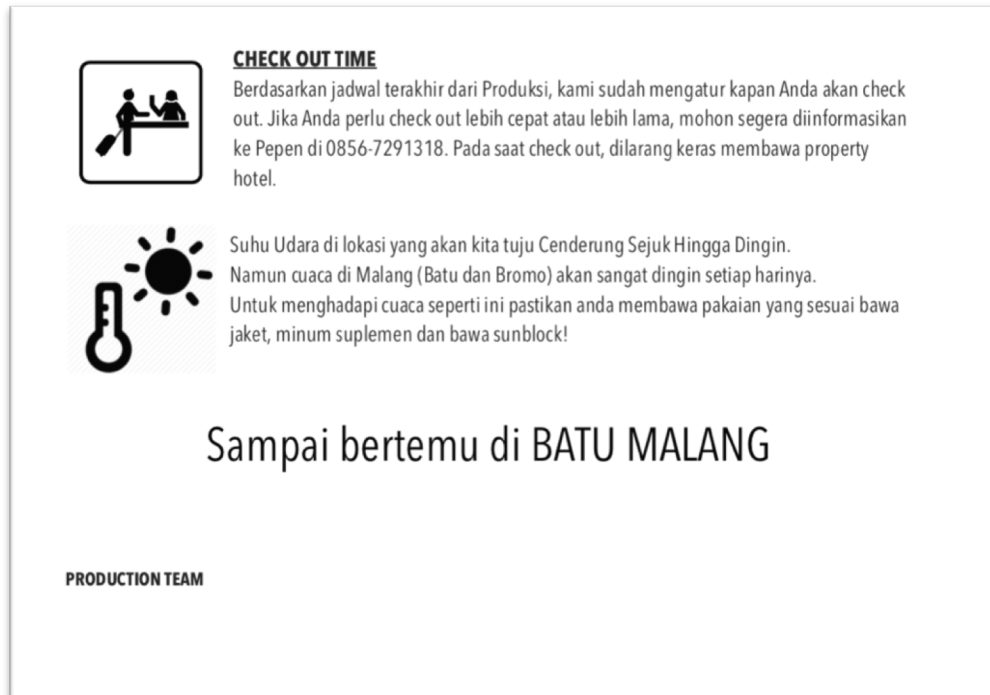 CHECK OUT TIME
Berdasarkan jadwal terakhir dari Produksi, kami sudah mengatur kapan Anda akan check
out. Jika Anda perlu check out lebih cepat atau lebih lama, mohon segera diinformasikan
ke Pepen di 0856-7291318. Pada saat check out, dilarang keras membawa property
hotel.
Suhu Udara di lokasi yang akan kita tuju Cenderung Sejuk Hingga Dingin.
Namun cuaca di Malang (Batu dan Bromo) akan sangat dingin setiap harinya.
Untuk menghadapi cuaca seperti ini pastikan anda membawa pakaian yang sesuai bawa
jaket, minum suplemen dan bawa sunblock!
Sampai bertemu di BATU MALANG
PRODUCTION TEAM